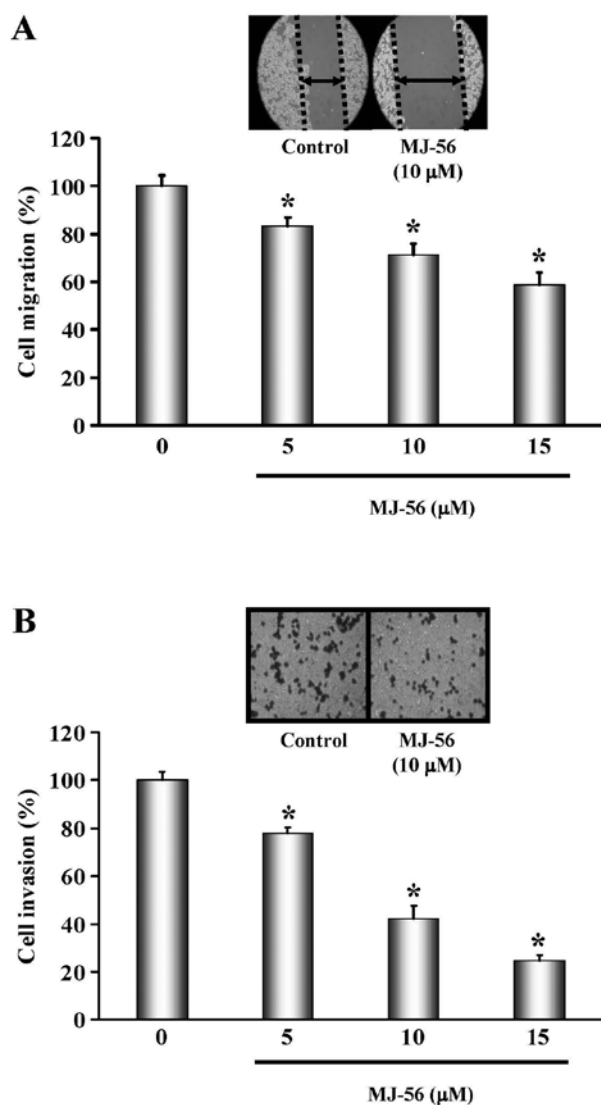 A
Control
MJ-56
(10 µM)
Cell migration (%)
120
100
80
60
40
20
0
*
*
*
0 5 10 15
MJ-56 (µM)
B
Control
MJ-56
(10 µM)
Cell invasion (%)
120
100
80
60
40
20
0
*
*
*
0 5 10 15
MJ-56 (µM)